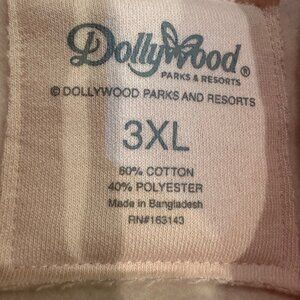 Dollywood®
PARKS & RESORTS
© DOLLYWOOD PARKS AND RESORTS
3XL
60% COTTON
40% POLYESTER
Made in Bangladesh
RN#163143